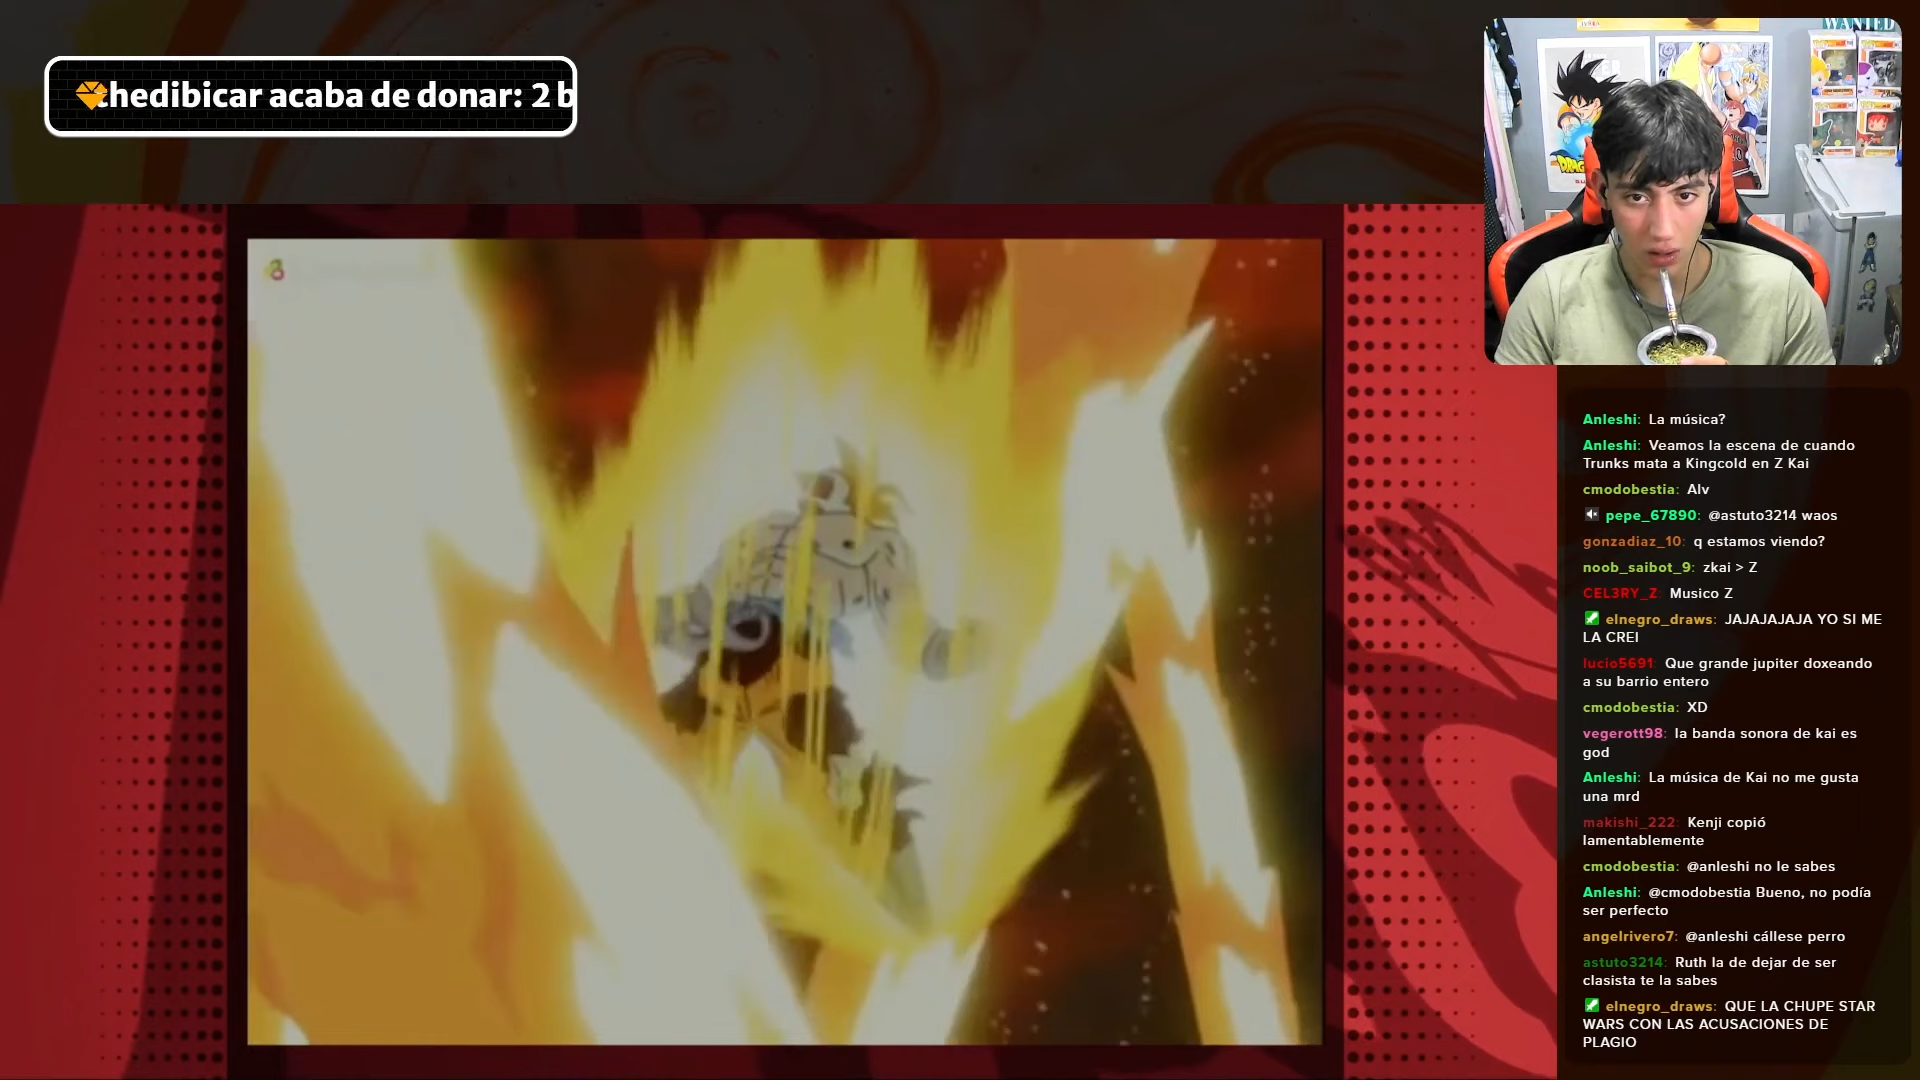 chedibicar acaba de donar: 2 b
WANTED
Anleshi: La música?
Anleshi: Veamos la escena de cuando
Trunks mata a Kingcold en Z Kai
cmodobestia: Alv
pepe_67890: @astuto3214 waos
gonzadiaz_10: q estamos viendo?
noob_saibot_9: zkai > Z
CEL3RY_Z: Musico Z
elnegro_draws: JAJAJAJAJA YO SI ME
LA CREI
lucio5691: Que grande jupiter doxeando
a su barrio entero
cmodobestia: XD
vegerott98: la banda sonora de kai es
god
Anleshi: La música de Kai no me gusta
una mrd
makishi_222: Kenji copió
lamentablemente
cmodobestia: @anleshi no le sabes
Anleshi: @cmodobestia Bueno, no podía
ser perfecto
angelrivero7: @anleshi cállese perro
astuto3214: Ruth la de dejar de ser
clasista te la sabes
elnegro_draws: QUE LA CHUPE STAR
WARS CON LAS ACUSACIONES DE
PLAGIO